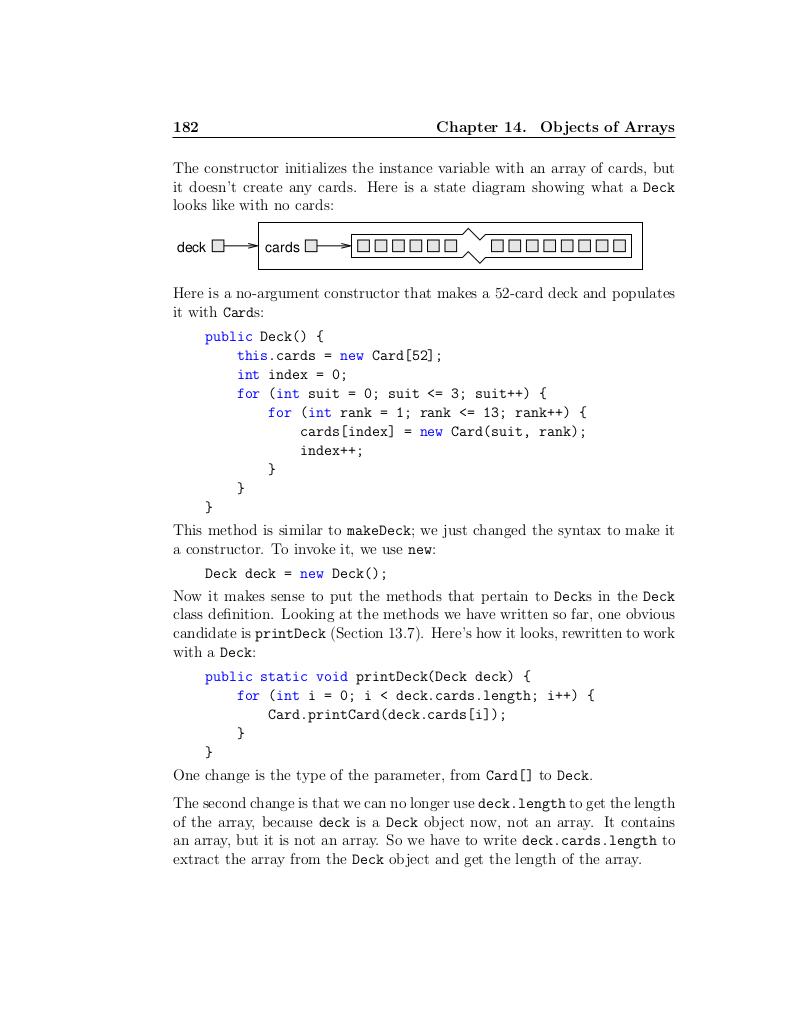 182 Chapter 14. Objects of Arrays
The constructor initializes the instance variable with an array of cards, but
it doesn't create any cards. Here is a state diagram showing what a Deck
looks like with no cards:
deck cards
Here is a no-argument constructor that makes a 52-card deck and populates
it with Cards:
public Deck() {
    this.cards = new Card[52];
    int index = 0;
    for (int suit = 0; suit <= 3; suit++) {
        for (int rank = 1; rank <= 13; rank++) {
            cards[index] = new Card(suit, rank);
            index++;
        }
    }
}
This method is similar to makeDeck; we just changed the syntax to make it
a constructor. To invoke it, we use new:
Deck deck = new Deck();
Now it makes sense to put the methods that pertain to Decks in the Deck
class definition. Looking at the methods we have written so far, one obvious
candidate is printDeck (Section 13.7). Here's how it looks, rewritten to work
with a Deck:
public static void printDeck(Deck deck) {
    for (int i = 0; i < deck.cards.length; i++) {
        Card.printCard(deck.cards[i]);
    }
}
One change is the type of the parameter, from Card[] to Deck.
The second change is that we can no longer use deck.length to get the length
of the array, because deck is a Deck object now, not an array. It contains
an array, but it is not an array. So we have to write deck.cards.length to
extract the array from the Deck object and get the length of the array.